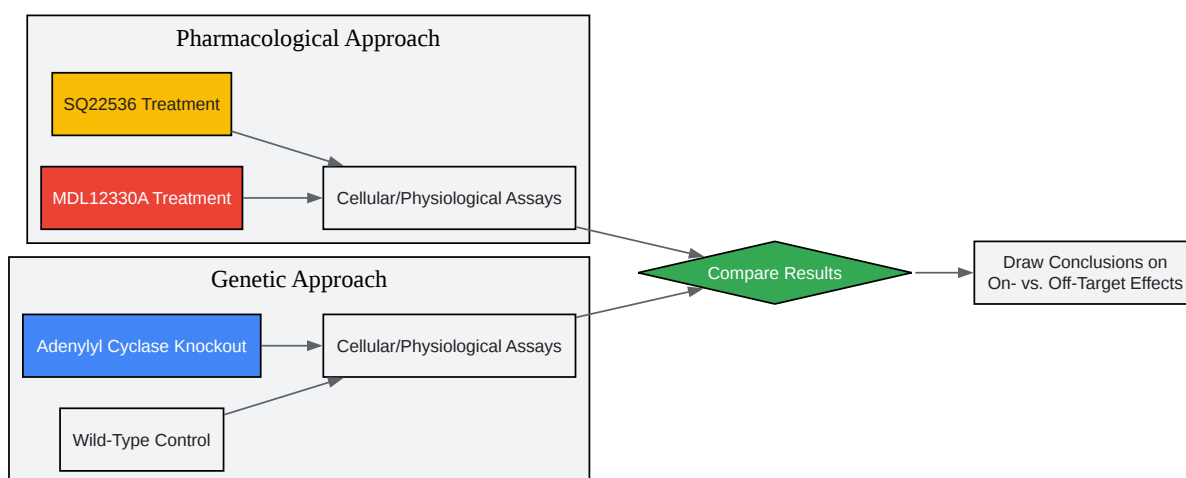 Pharmacological Approach
SQ22536 Treatment
MDL12330A Treatment
Cellular/Physiological Assays
Genetic Approach
Adenylyl Cyclase Knockout
Wild-Type Control
Cellular/Physiological Assays
Compare Results
Draw Conclusions on
On- vs. Off-Target Effects